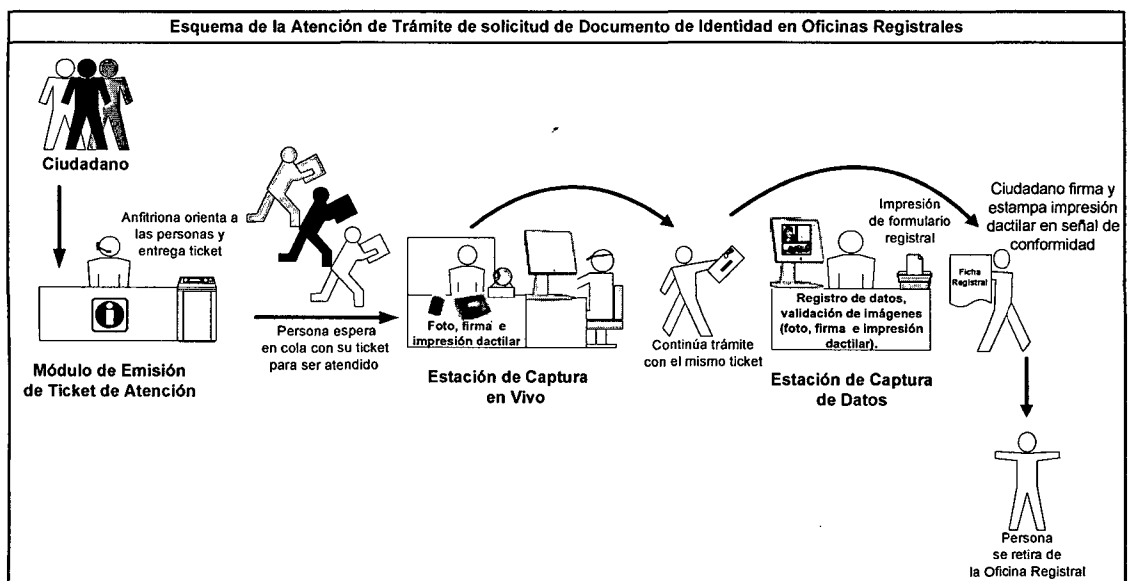 Esquema de la Atención de Trámite de solicitud de Documento de Identidad en Oficinas Registrales
Ciudadano
Anfitriona orienta a
las personas y
entrega ticket
Módulo de Emisión
de Ticket de Atención
Persona espera
en cola con su ticket
para ser atendido
Foto, firma e
impresión dactilar
Estación de Captura
en Vivo
Continúa trámite
con el mismo ticket
Impresión
de formulario
registral
Registro de datos,
validación de imágenes
(foto, firma e impresión
dactilar).
Estación de Captura
de Datos
Ciudadano firma y
estampa impresión
dactilar en señal de
conformidad
Ficha
Registral
Persona
se retira de
la Oficina Registral